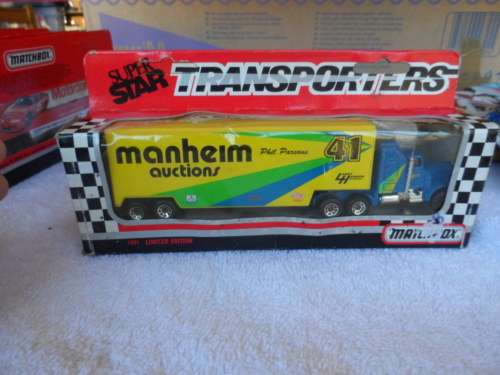 MATCHBOX
SUPER
STAR
TRANSPORTERS
manheim
auctions
Phil Parsons
41
1991 LIMITED EDITION
MATCHBOX